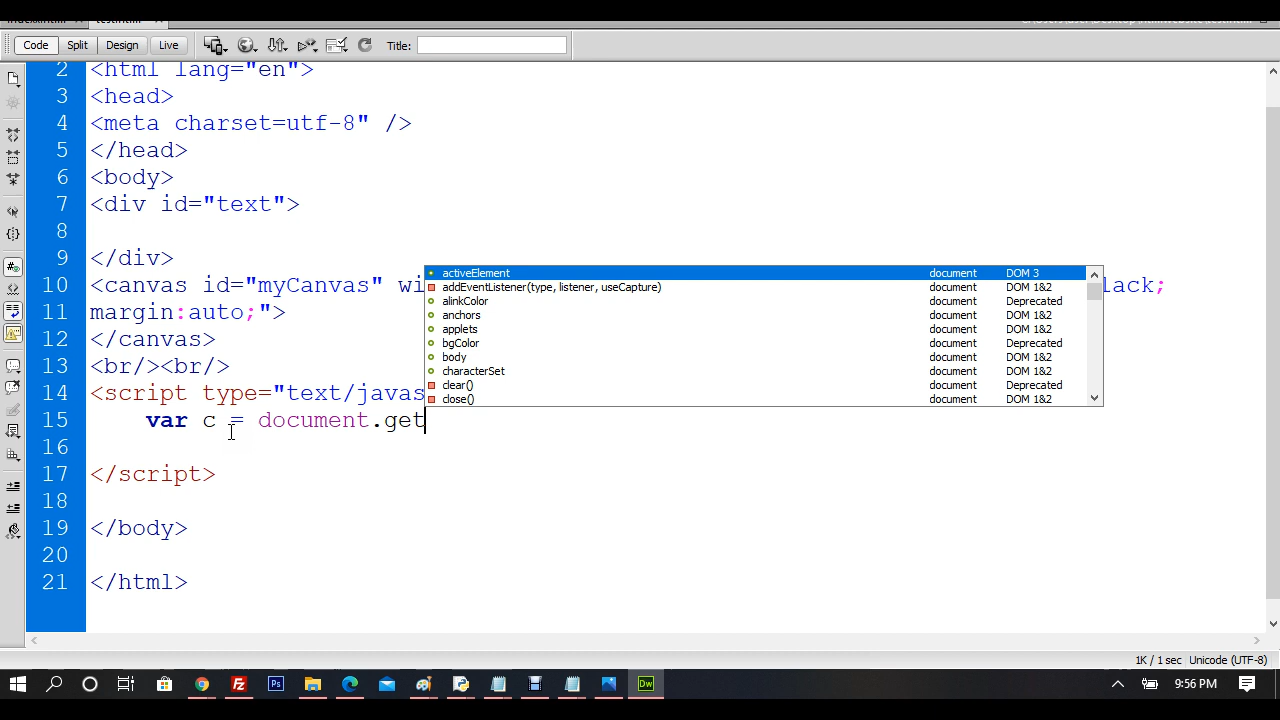 Code Split Design Live Title:
2 <html lang="en">
3 <head>
4 <meta charset=utf-8" />
5 </head>
6 <body>
7 <div id="text">
8
9 </div>
10 <canvas id="myCanvas" wi lack;
margin:auto;">
12 </canvas>
13 <br/><br/>
14 <script type="text/javas
15 var c = document.get
16
17 </script>
18
19 </body>
20
21 </html>
11
activeElement document DOM 3
addEventListener(type, listener, useCapture) document DOM 1&2
alinkColor document Deprecated
anchors document DOM 1&2
applets document DOM 1&2
bgColor document Deprecated
body document DOM 1&2
characterSet document DOM 1&2
clear() document Deprecated
close() document DOM 1&2
1K / 1 sec Unicode (UTF-8)
Fz Ps Dw 9:56 PM